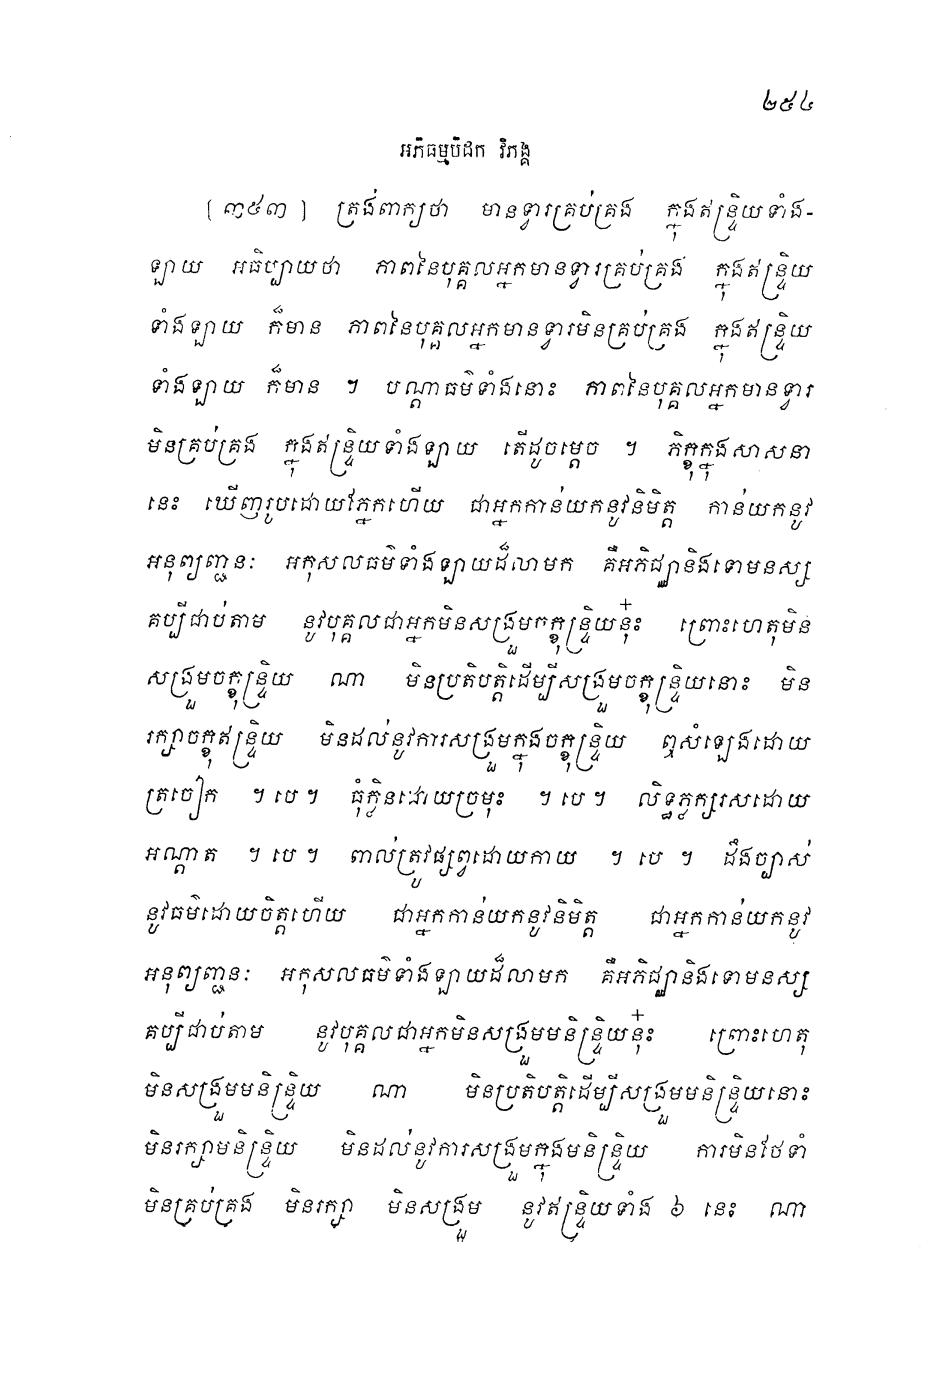 ២៥៤
អភិធម្មបិដក វិភង្គ
[ ៣៥៣ ] ត្រង់ពាក្យថា មានទ្វារគ្រប់គ្រង ក្នុងឥន្ទ្រិយទាំង-
ឡាយ អធិប្បាយថា ភាពនៃបុគ្គលអ្នកមានទ្វារគ្រប់គ្រង ក្នុងឥន្ទ្រិយ
ទាំងឡាយ ក៏មាន ភាពនៃបុគ្គលអ្នកមានទ្វារមិនគ្រប់គ្រង ក្នុងឥន្ទ្រិយ
ទាំងឡាយ ក៏មាន ។ បណ្តាធម៌ទាំងនោះ ភាពនៃបុគ្គលអ្នកមានទ្វារ
មិនគ្រប់គ្រង ក្នុងឥន្ទ្រិយទាំងឡាយ តើដូចម្តេច ។ ភិក្ខុក្នុងសាសនា
នេះ ឃើញរូបដោយភ្នែកហើយ ជាអ្នកកាន់យកនូវនិមិត្ត កាន់យកនូវ
អនុព្យញ្ជនៈ អកុសលធម៌ទាំងឡាយដ៏លាមក គឺអភិជ្ឈានិងទោមនស្ស
គប្បីជាប់តាម នូវបុគ្គលជាអ្នកមិនសង្រួមចក្ខុន្ទ្រិយនុ៎ះ ព្រោះហេតុមិន
សង្រួមចក្ខុន្ទ្រិយ ណា មិនប្រតិបត្តិដើម្បីសង្រួមចក្ខុន្ទ្រិយនោះ មិន
រក្សាចក្ខុឥន្ទ្រិយ មិនដល់នូវការសង្រួមក្នុងចក្ខុន្ទ្រិយ ឮសំឡេងដោយ
ត្រចៀក ។ បេ ។ ធុំក្លិនដោយច្រមុះ ។ បេ ។ លិទ្ធភ្លក្សរសដោយ
អណ្តាត ។ បេ ។ ពាល់ត្រូវផ្សព្វដោយកាយ ។ បេ ។ ដឹងច្បាស់
នូវធម៌ដោយចិត្តហើយ ជាអ្នកកាន់យកនូវនិមិត្ត ជាអ្នកកាន់យកនូវ
អនុព្យញ្ជនៈ អកុសលធម៌ទាំងឡាយដ៏លាមក គឺអភិជ្ឈានិងទោមនស្ស
គប្បីជាប់តាម នូវបុគ្គលជាអ្នកមិនសង្រួមមនិន្ទ្រិយនុ៎ះ ព្រោះហេតុ
មិនសង្រួមមនិន្ទ្រិយ ណា មិនប្រតិបត្តិដើម្បីសង្រួមមនិន្ទ្រិយនោះ
មិនរក្សាមនិន្ទ្រិយ មិនដល់នូវការសង្រួមក្នុងមនិន្ទ្រិយ ការមិនថែទាំ
មិនគ្រប់គ្រង មិនរក្សា មិនសង្រួម នូវឥន្ទ្រិយទាំង ៦ នេះ ណា